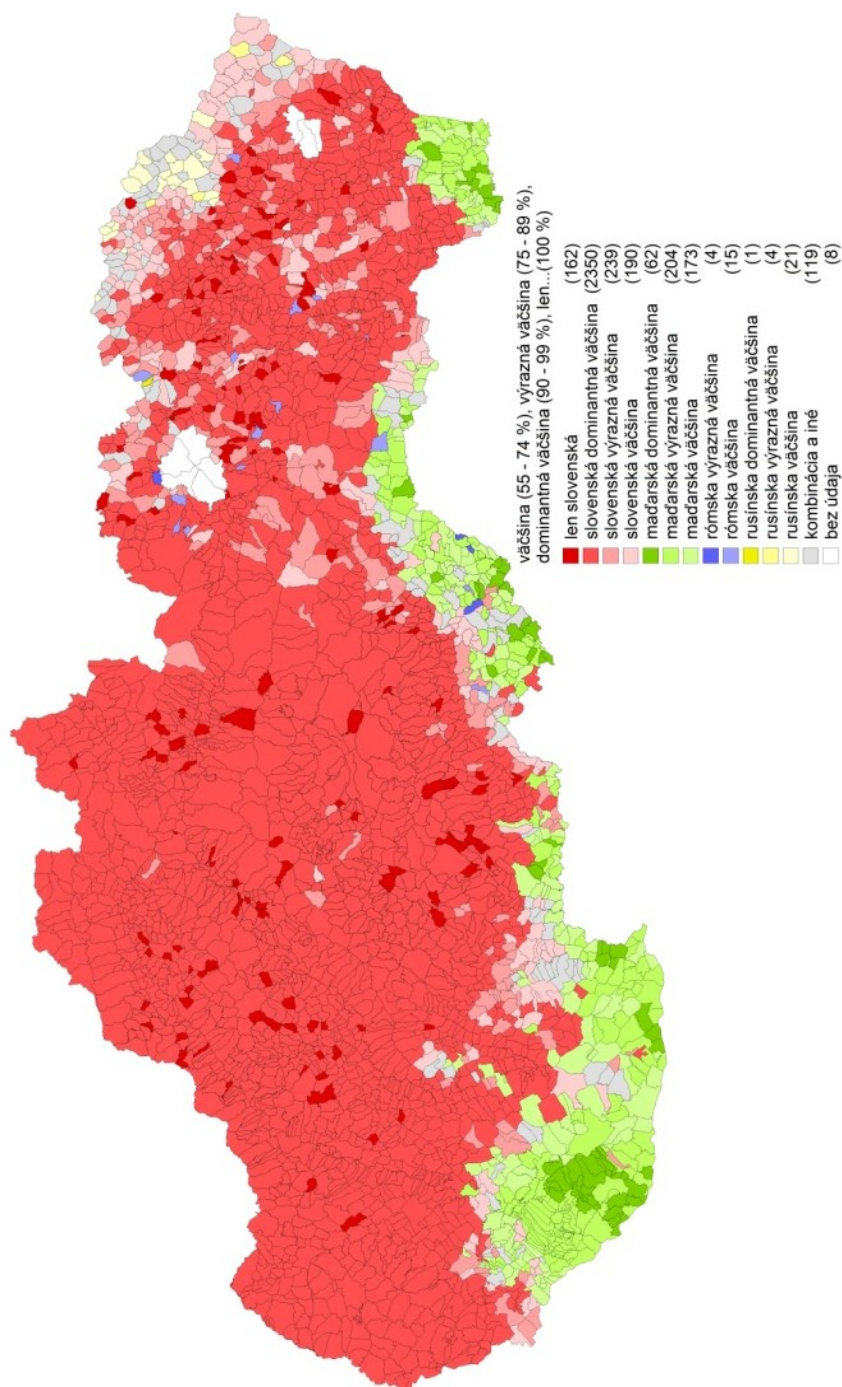 väčšina (55 - 74 %), výrazná väčšina (75 - 89 %),
dominantná väčšina (90 - 99 %), len...(100 %)
len slovenská (162)
slovenská dominantná väčšina (2350)
slovenská výrazná väčšina (239)
slovenská väčšina (190)
maďarská dominantná väčšina (62)
maďarská výrazná väčšina (204)
maďarská väčšina (173)
rómska výrazná väčšina (4)
rómska väčšina (15)
rusínska dominantná väčšina (1)
rusínska výrazná väčšina (4)
rusínska väčšina (21)
kombinácia a iné (119)
bez údaja (8)